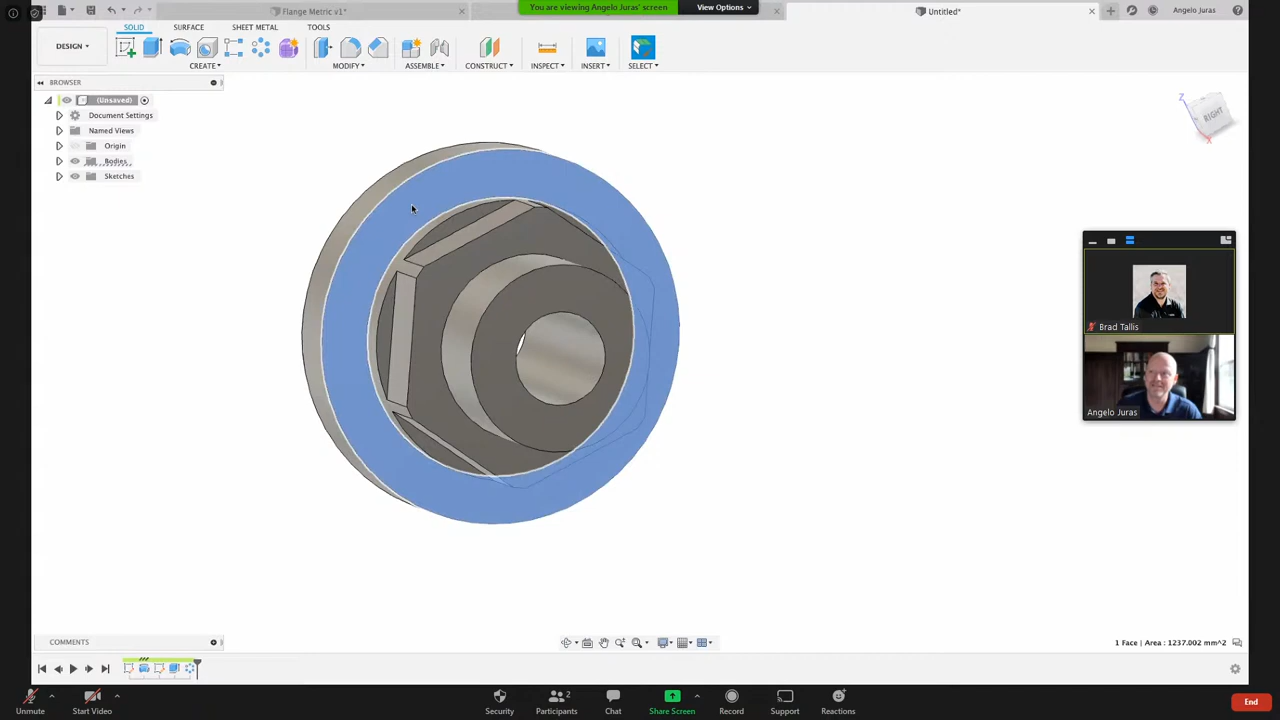 Flange Metric v1*
You are viewing Angelo Juras' screen
View Options
Untitled*
Angelo Juras
DESIGN
SOLID
SURFACE
SHEET METAL
TOOLS
CREATE
MODIFY
ASSEMBLE
CONSTRUCT
INSPECT
INSERT
SELECT
BROWSER
(Unsaved)
Document Settings
Named Views
Origin
Bodies
Sketches
Z
RIGHT
X
Brad Tallis
Angelo Juras
COMMENTS
1 Face | Area : 1237.002 mm^2
Unmute
Start Video
Security
Participants
2
Chat
Share Screen
Record
Support
Reactions
End